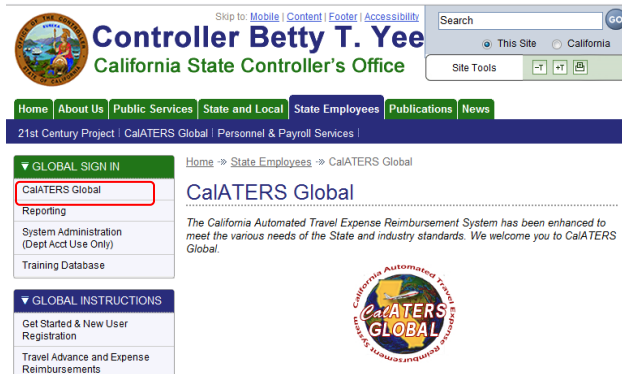 Skip to: Mobile | Content | Footer | Accessibility
Controller Betty T. Yee
California State Controller's Office
Search
GO
This Site California
Site Tools -T +T
Home About Us Public Services State and Local State Employees Publications News
21st Century Project | CalATERS Global | Personnel & Payroll Services |
▼ GLOBAL SIGN IN
CalATERS Global
Reporting
System Administration
(Dept Acct Use Only)
Training Database
▼ GLOBAL INSTRUCTIONS
Get Started & New User
Registration
Travel Advance and Expense
Reimbursements
Home -» State Employees -» CalATERS Global
CalATERS Global
The California Automated Travel Expense Reimbursement System has been enhanced to
meet the various needs of the State and industry standards. We welcome you to CalATERS
Global.
California Automated Travel Expense Reimbursement System
CalATERS
GLOBAL